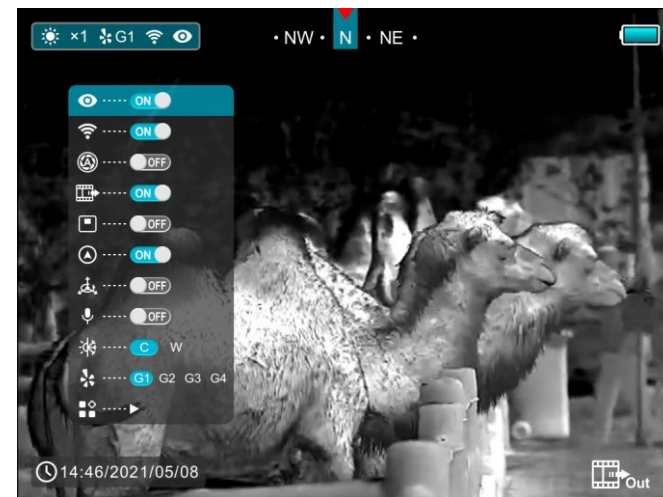 ×1 G1
• NW • N • NE •
ON
ON
OFF
ON
OFF
ON
OFF
OFF
C W
G1 G2 G3 G4
14:46/2021/05/08
Out